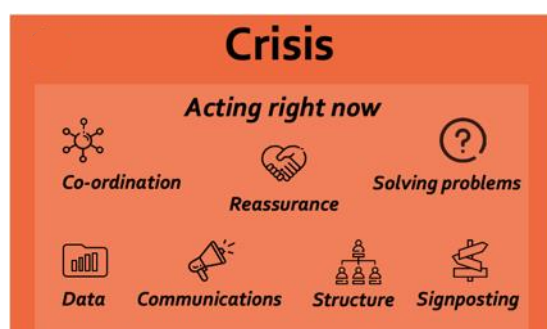 Crisis
Acting right now
Co-ordination
Reassurance
?
Solving problems
Data
Communications
Structure
Signposting